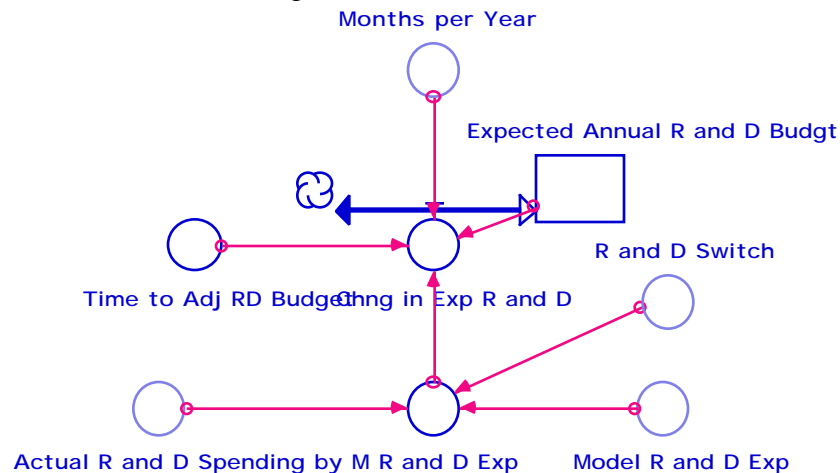 Months per Year
Expected Annual R and D Budgt
R and D Switch
Time to Adj RD Budget
Chng in Exp R and D
Actual R and D Spending by M
R and D Exp
Model R and D Exp